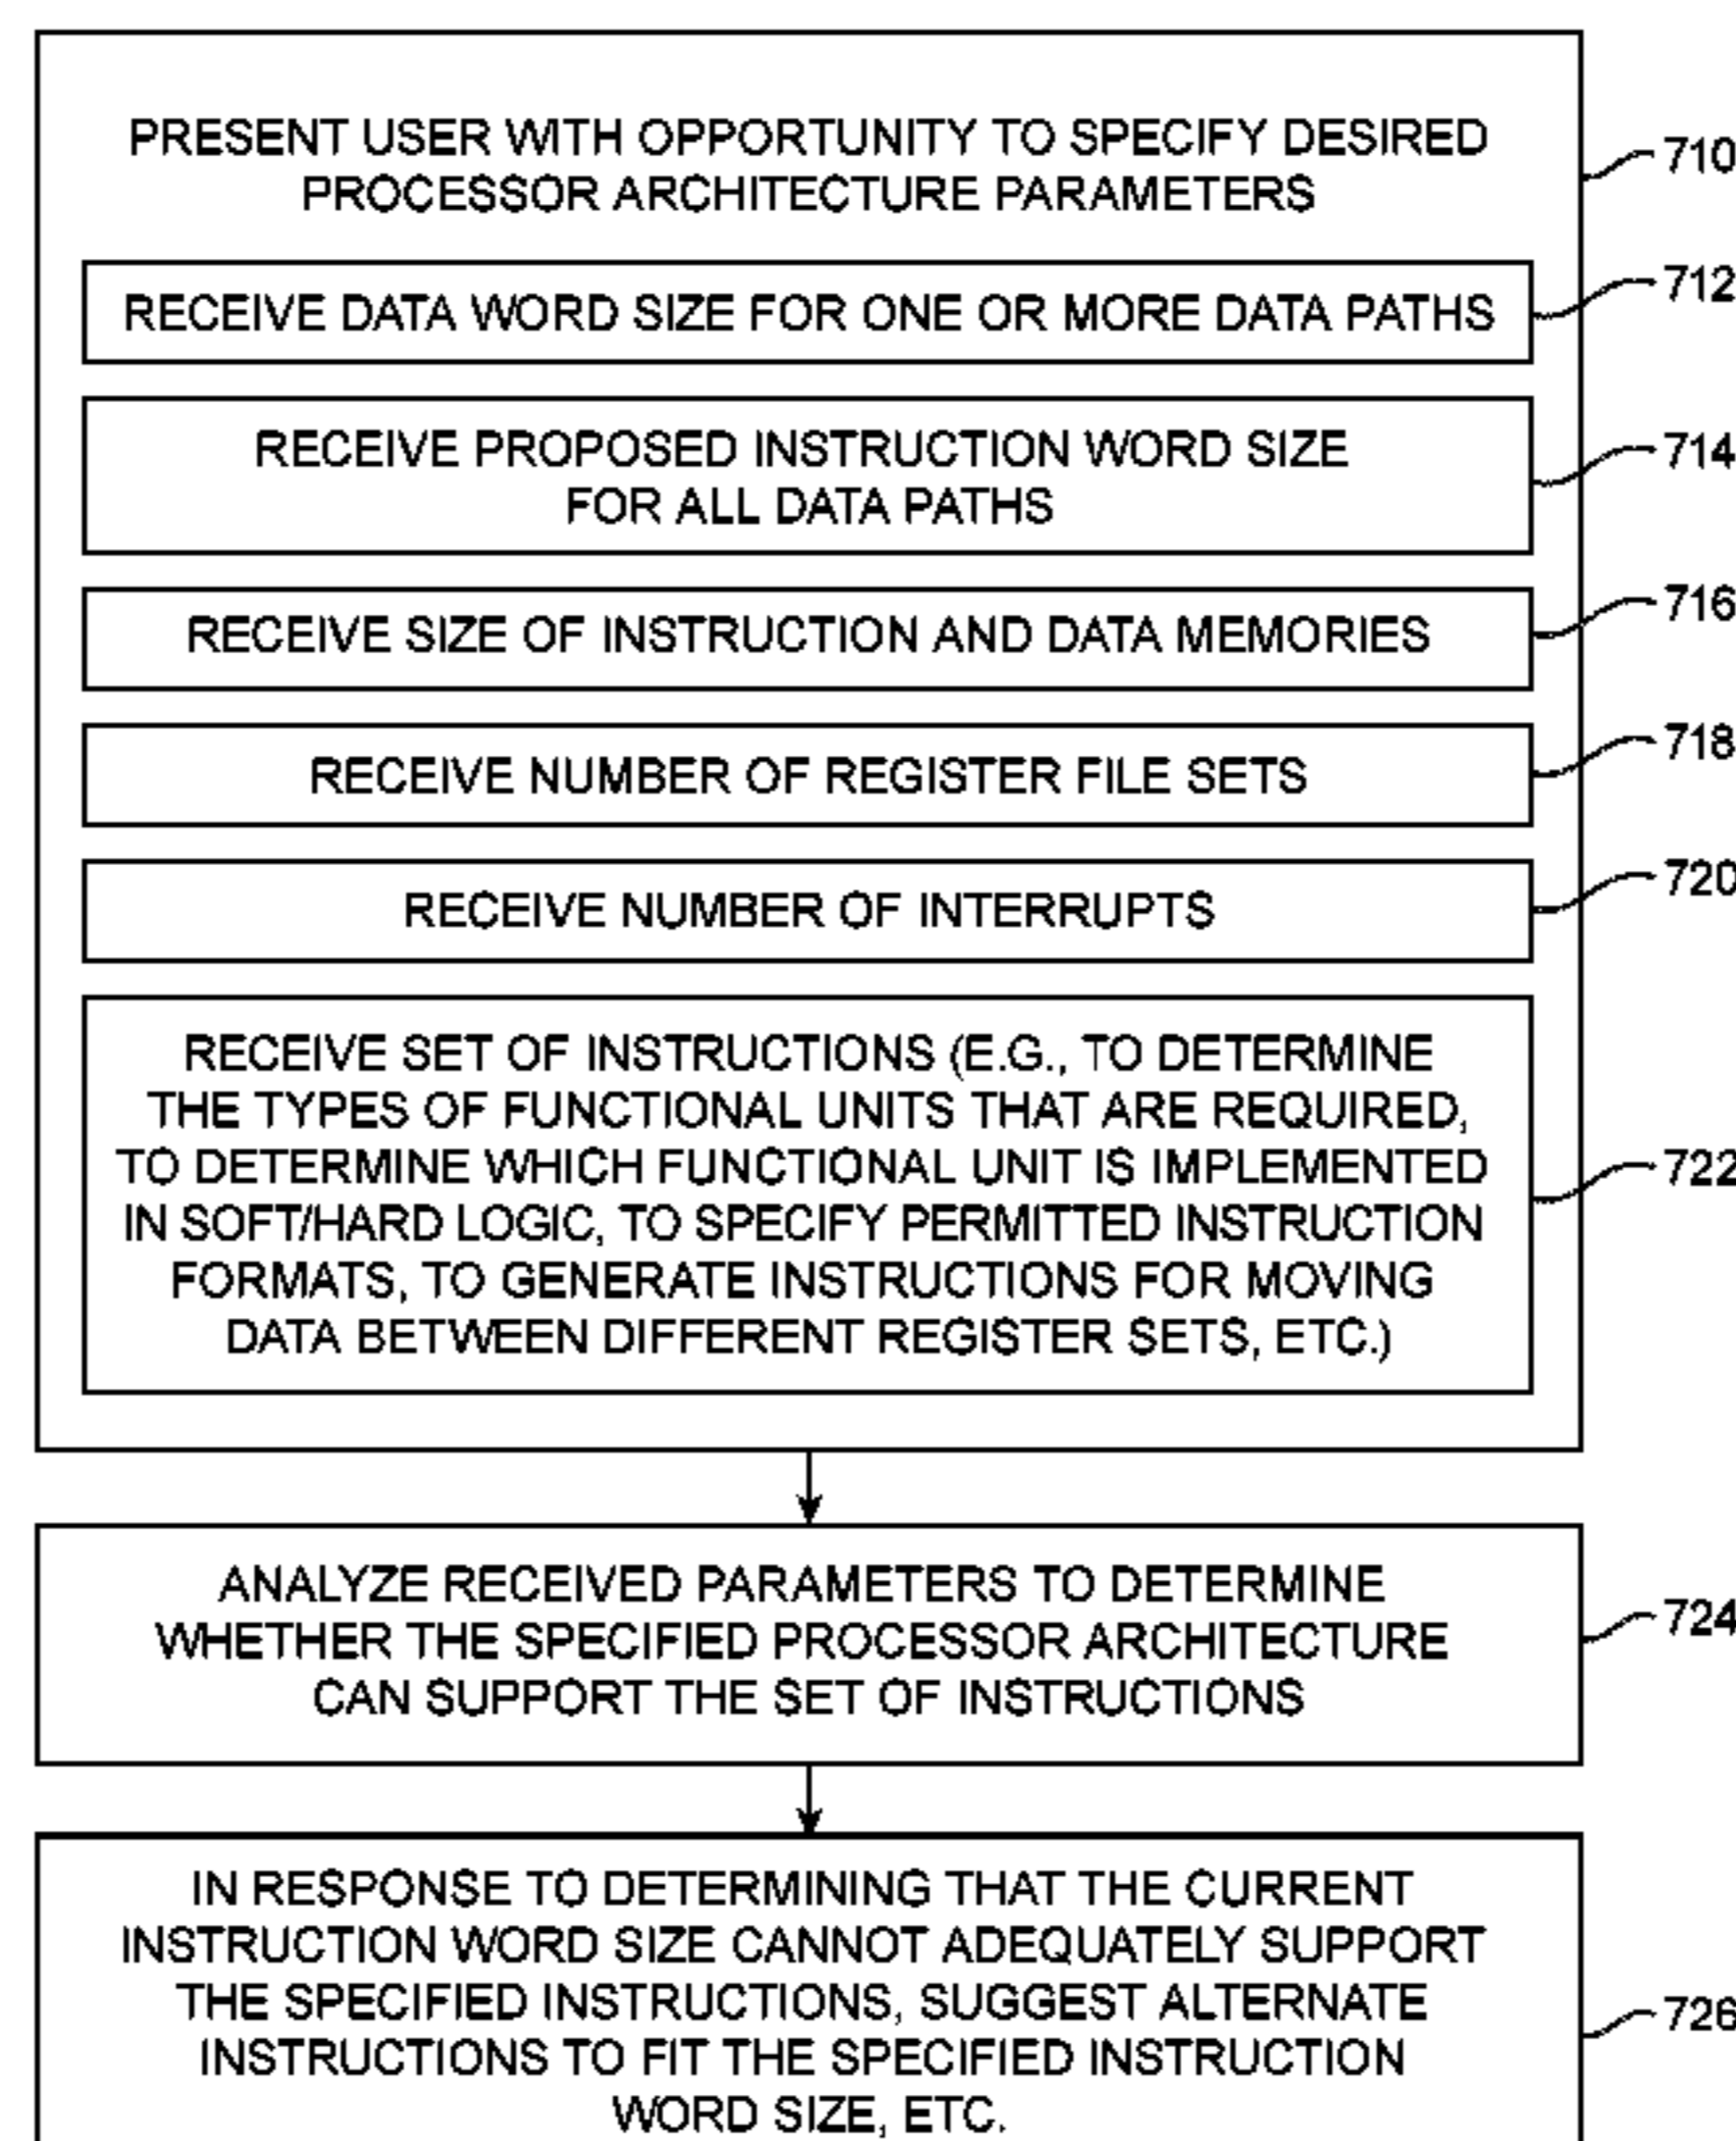 PRESENT USER WITH OPPORTUNITY TO SPECIFY DESIRED
PROCESSOR ARCHITECTURE PARAMETERS
710
RECEIVE DATA WORD SIZE FOR ONE OR MORE DATA PATHS
712
RECEIVE PROPOSED INSTRUCTION WORD SIZE
FOR ALL DATA PATHS
714
RECEIVE SIZE OF INSTRUCTION AND DATA MEMORIES
716
RECEIVE NUMBER OF REGISTER FILE SETS
718
RECEIVE NUMBER OF INTERRUPTS
720
RECEIVE SET OF INSTRUCTIONS (E.G., TO DETERMINE
THE TYPES OF FUNCTIONAL UNITS THAT ARE REQUIRED,
TO DETERMINE WHICH FUNCTIONAL UNIT IS IMPLEMENTED
IN SOFT/HARD LOGIC, TO SPECIFY PERMITTED INSTRUCTION
FORMATS, TO GENERATE INSTRUCTIONS FOR MOVING
DATA BETWEEN DIFFERENT REGISTER SETS, ETC.)
722
ANALYZE RECEIVED PARAMETERS TO DETERMINE
WHETHER THE SPECIFIED PROCESSOR ARCHITECTURE
CAN SUPPORT THE SET OF INSTRUCTIONS
724
IN RESPONSE TO DETERMINING THAT THE CURRENT
INSTRUCTION WORD SIZE CANNOT ADEQUATELY SUPPORT
THE SPECIFIED INSTRUCTIONS, SUGGEST ALTERNATE
INSTRUCTIONS TO FIT THE SPECIFIED INSTRUCTION
WORD SIZE, ETC.
726